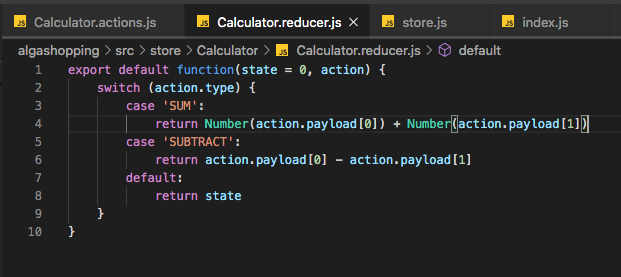 JS Calculator.actions.js JS Calculator.reducer.js × JS store.js JS index.js
algashopping > src > store > Calculator > JS Calculator.reducer.js > default
1 export default function(state = 0, action) {
2 switch (action.type) {
3 case 'SUM':
4 return Number(action.payload[0]) + Number(action.payload[1])
5 case 'SUBTRACT':
6 return action.payload[0] - action.payload[1]
7 default:
8 return state
9 }
10 }